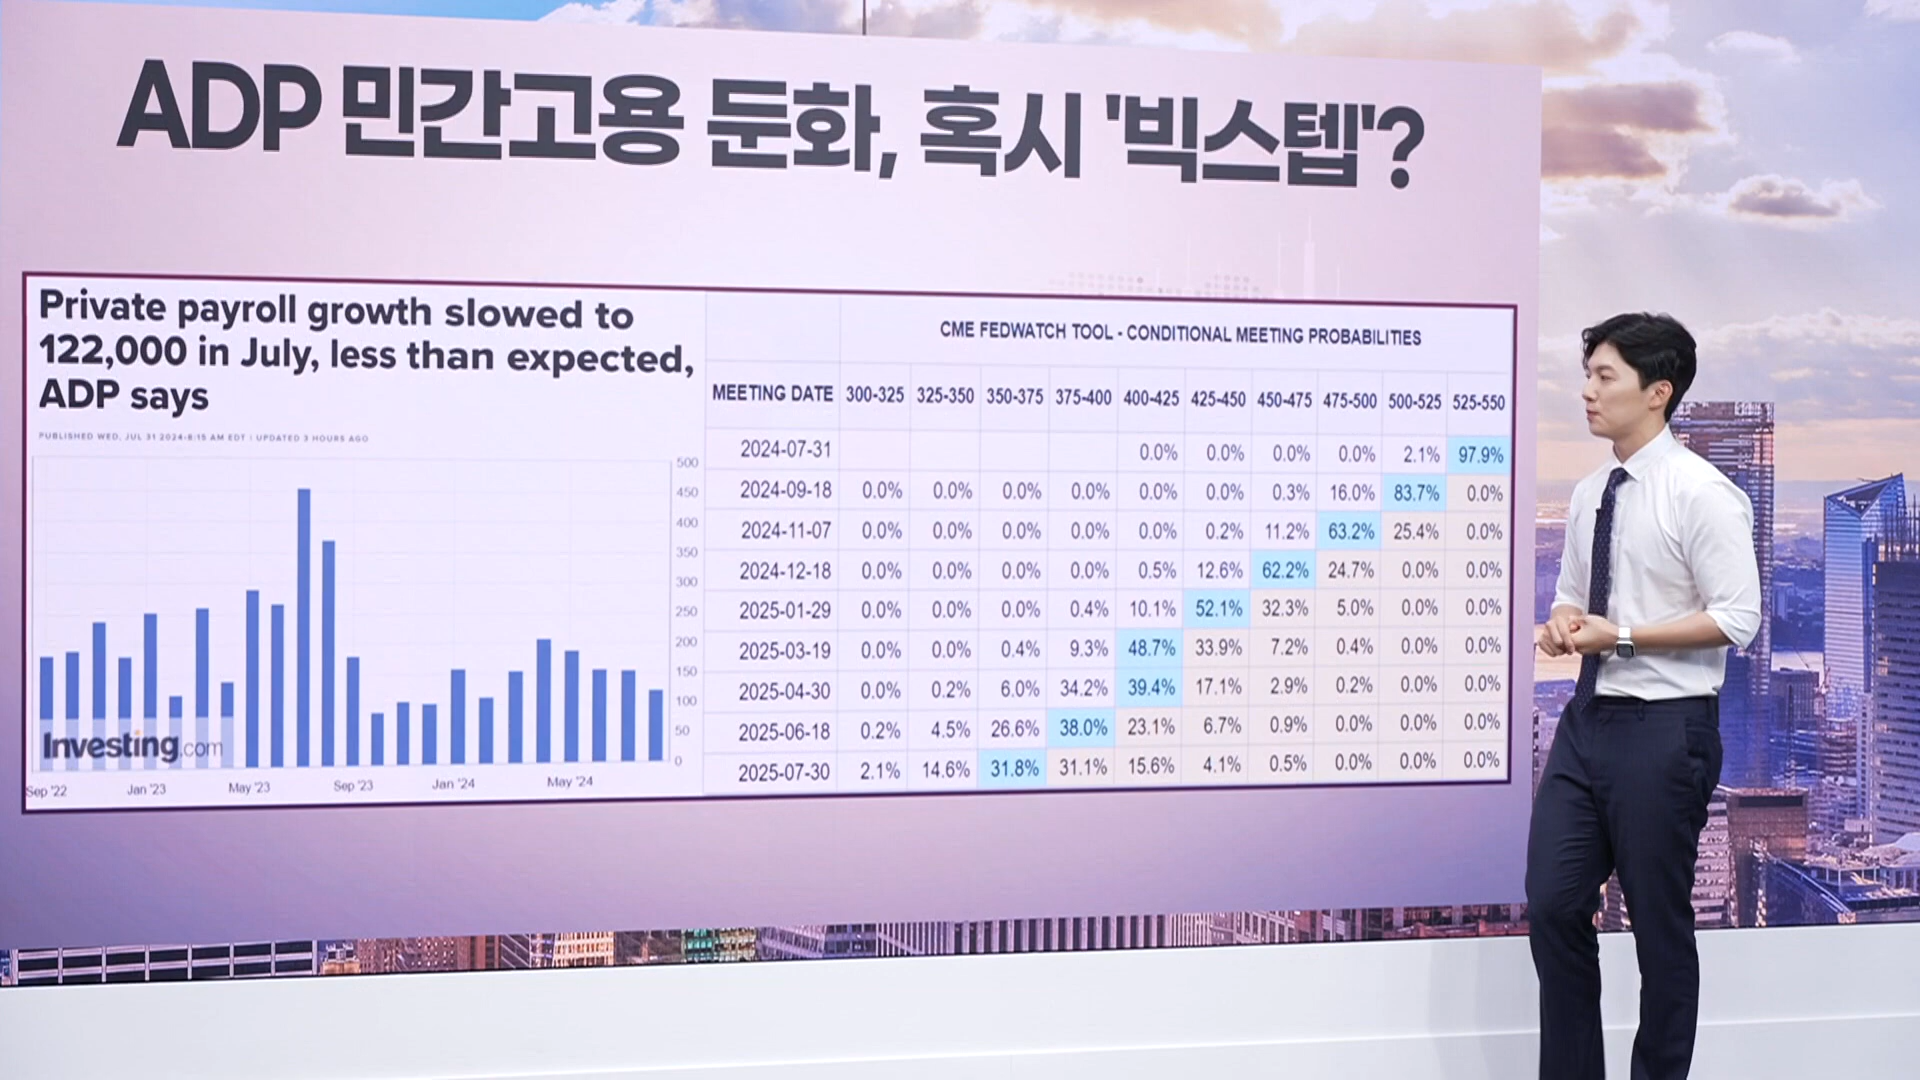 ADP 민간고용 둔화, 혹시 '빅스텝'?
Private payroll growth slowed to
122,000 in July, less than expected,
ADP says
PUBLISHED WED, JUL 31 2024-8:15 AM EDT | UPDATED 3 HOURS AGO
500
450
400
350
300
250
200
150
100
50
0
Investing.com
Sep '22 Jan '23 May '23 Sep '23 Jan '24 May '24
CME FEDWATCH TOOL - CONDITIONAL MEETING PROBABILITIES
MEETING DATE 300-325 325-350 350-375 375-400 400-425 425-450 450-475 475-500 500-525 525-550
2024-07-31 0.0% 0.0% 0.0% 0.0% 2.1% 97.9%
2024-09-18 0.0% 0.0% 0.0% 0.0% 0.0% 0.0% 0.3% 16.0% 83.7% 0.0%
2024-11-07 0.0% 0.0% 0.0% 0.0% 0.0% 0.2% 11.2% 63.2% 25.4% 0.0%
2024-12-18 0.0% 0.0% 0.0% 0.0% 0.5% 12.6% 62.2% 24.7% 0.0% 0.0%
2025-01-29 0.0% 0.0% 0.0% 0.4% 10.1% 52.1% 32.3% 5.0% 0.0% 0.0%
2025-03-19 0.0% 0.0% 0.4% 9.3% 48.7% 33.9% 7.2% 0.4% 0.0% 0.0%
2025-04-30 0.0% 0.2% 6.0% 34.2% 39.4% 17.1% 2.9% 0.2% 0.0% 0.0%
2025-06-18 0.2% 4.5% 26.6% 38.0% 23.1% 6.7% 0.9% 0.0% 0.0% 0.0%
2025-07-30 2.1% 14.6% 31.8% 31.1% 15.6% 4.1% 0.5% 0.0% 0.0% 0.0%